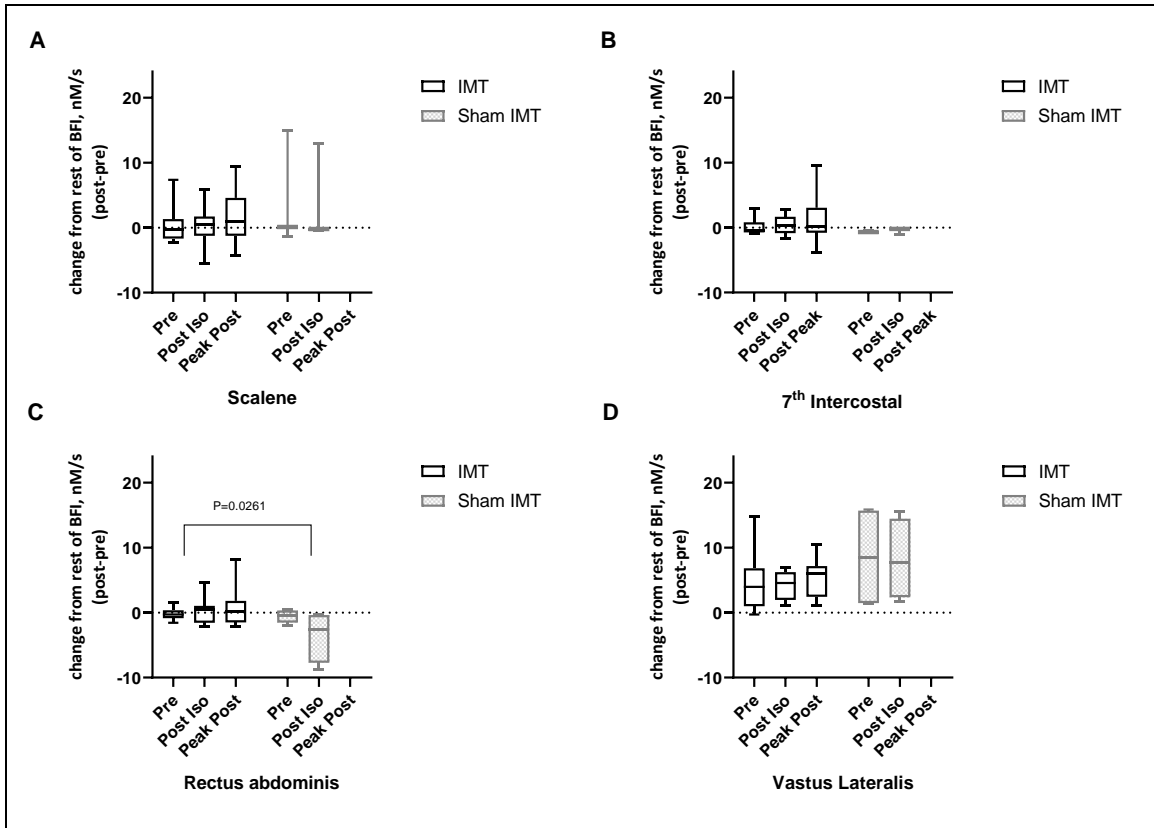 A
change from rest of BFI, nM/s
(post-pre)
20
10
0
-10
Pre
Post Iso
Peak Post
Pre
Post Iso
Peak Post
Scalene
IMT
Sham IMT
B
change from rest of BFI, nM/s
(post-pre)
20
10
0
-10
Pre
Post Iso
Post Peak
Pre
Post Iso
Post Peak
7th Intercostal
IMT
Sham IMT
C
change from rest of BFI, nM/s
(post-pre)
20
10
0
-10
P=0.0261
Pre
Post Iso
Peak Post
Pre
Post Iso
Peak Post
Rectus abdominis
IMT
Sham IMT
D
change from rest of BFI, nM/s
(post-pre)
20
10
0
-10
Pre
Post Iso
Peak Post
Pre
Post Iso
Peak Post
Vastus Lateralis
IMT
Sham IMT